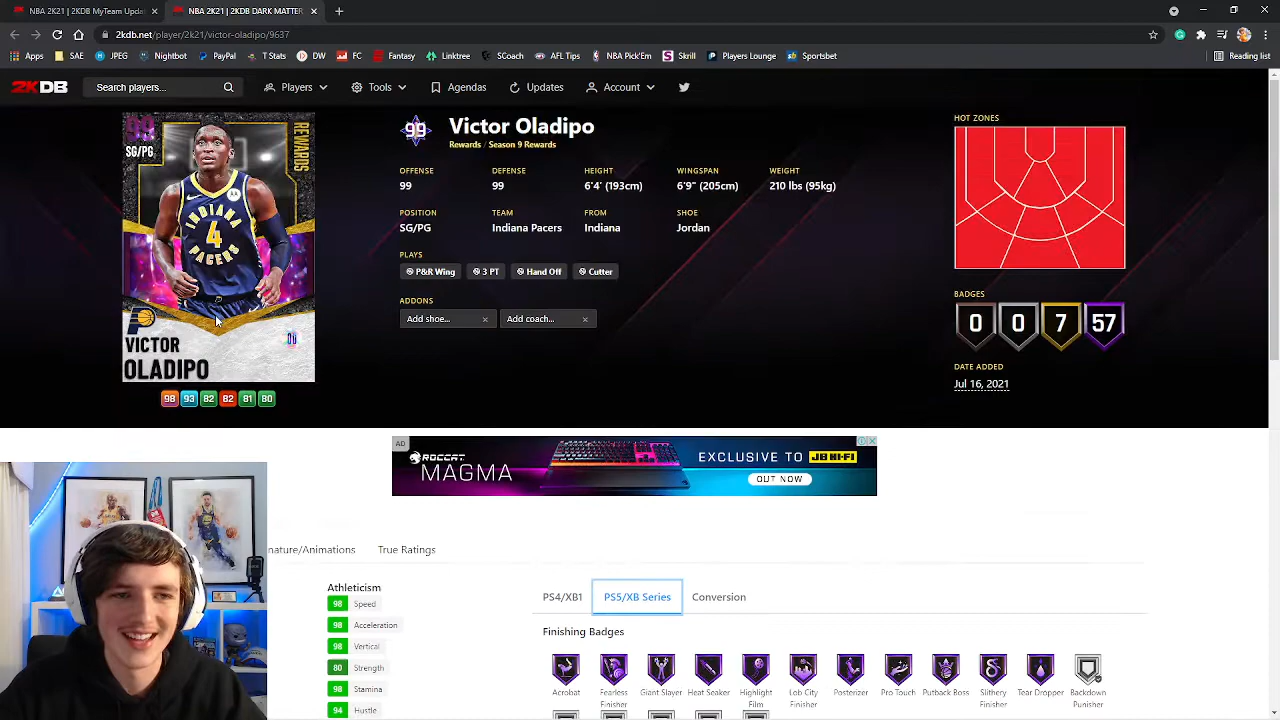 NBA 2K21 | 2KDB MyTeam Updat
NBA 2K21 | 2KDB DARK MATTER
2kdb.net/player/2k21/victor-oladipo/9637
Apps SAE JPEG Nightbot PayPal T Stats DW FC Fantasy Linktree SCoach AFL Tips NBA Pick'Em Skrill Players Lounge Sportsbet Reading list
2KDB Search players... Players Tools Agendas Updates Account
99
SG/PG
REWARDS
INDIANA
4
PACERS
VICTOR
OLADIPO
98 93 82 82 81 80
99 Victor Oladipo
Rewards / Season 9 Rewards
OFFENSE DEFENSE HEIGHT WINGSPAN WEIGHT
99 99 6'4" (193cm) 6'9" (205cm) 210 lbs (95kg)
POSITION TEAM FROM SHOE
SG/PG Indiana Pacers Indiana Jordan
PLAYS
P&R Wing 3 PT Hand Off Cutter
ADDONS
Add shoe... × Add coach... ×
HOT ZONES
BADGES
0 0 7 57
DATE ADDED
Jul 16, 2021
AD ROCCAT MAGMA EXCLUSIVE TO JB HI-FI
OUT NOW
nature/Animations True Ratings
Athleticism
98 Speed
98 Acceleration
98 Vertical
80 Strength
98 Stamina
94 Hustle
PS4/XB1 PS5/XB Series Conversion
Finishing Badges
Acrobat Fearless Finisher Giant Slayer Heat Seeker Highlight Film Lob City Finisher Posterizer Pro Touch Putback Boss Slithery Finisher Tear Dropper Backdown Punisher